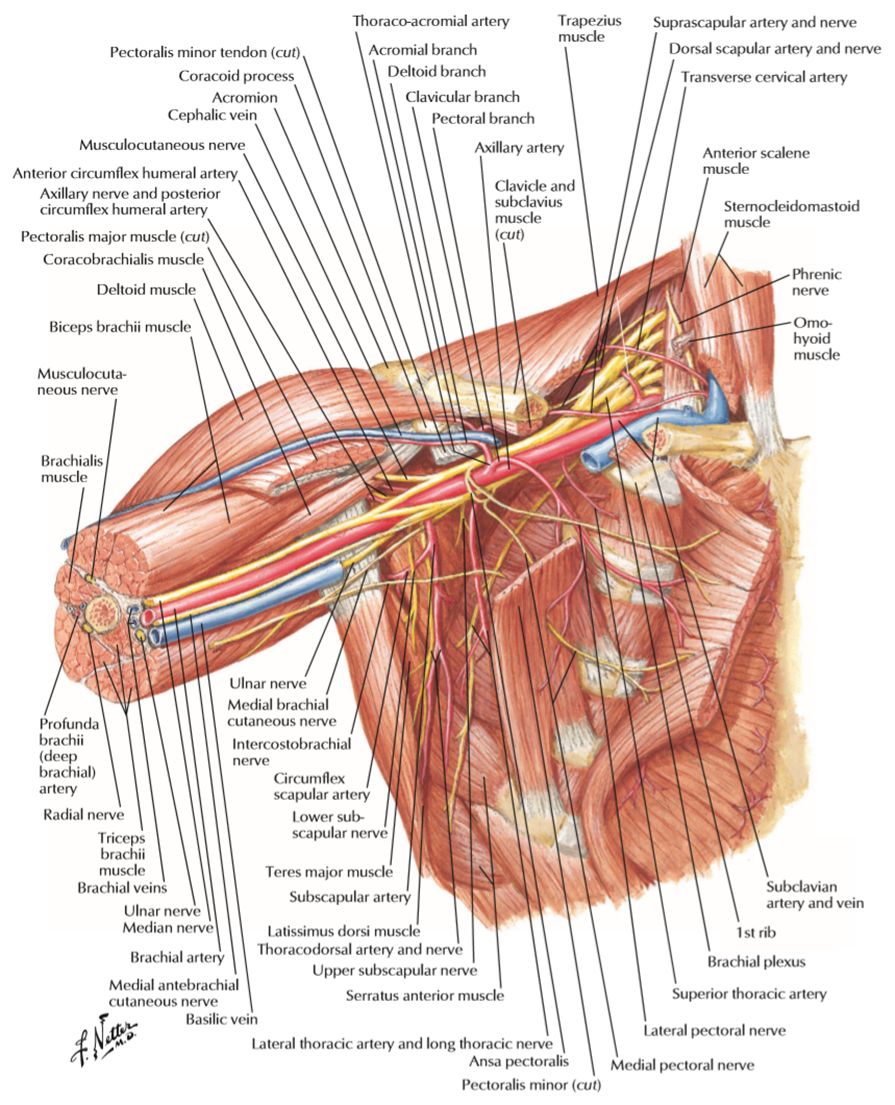 Thoraco-acromial artery
Trapezius
muscle
Suprascapular artery and nerve
Pectoralis minor tendon (cut)
Acromial branch
Dorsal scapular artery and nerve
Coracoid process
Deltoid branch
Transverse cervical artery
Acromion
Clavicular branch
Cephalic vein
Pectoral branch
Musculocutaneous nerve
Axillary artery
Anterior scalene
muscle
Anterior circumflex humeral artery
Clavicle and
subclavius
muscle
(cut)
Axillary nerve and posterior
circumflex humeral artery
Sternocleidomastoid
muscle
Pectoralis major muscle (cut)
Coracobrachialis muscle
Phrenic
nerve
Deltoid muscle
Omo-
hyoid
muscle
Biceps brachii muscle
Musculocuta-
neous nerve
Brachialis
muscle
Ulnar nerve
Medial brachial
cutaneous nerve
Profunda
brachii
(deep
brachial)
artery
Intercostobrachial
nerve
Circumflex
scapular artery
Radial nerve
Lower sub-
scapular nerve
Triceps
brachii
muscle
Teres major muscle
Brachial veins
Subscapular artery
Subclavian
artery and vein
Ulnar nerve
Median nerve
Latissimus dorsi muscle
1st rib
Thoracodorsal artery and nerve
Brachial artery
Upper subscapular nerve
Brachial plexus
Medial antebrachial
cutaneous nerve
Serratus anterior muscle
Superior thoracic artery
Basilic vein
Lateral pectoral nerve
Lateral thoracic artery and long thoracic nerve
Ansa pectoralis
Medial pectoral nerve
Pectoralis minor (cut)
F. Netter
M.D.